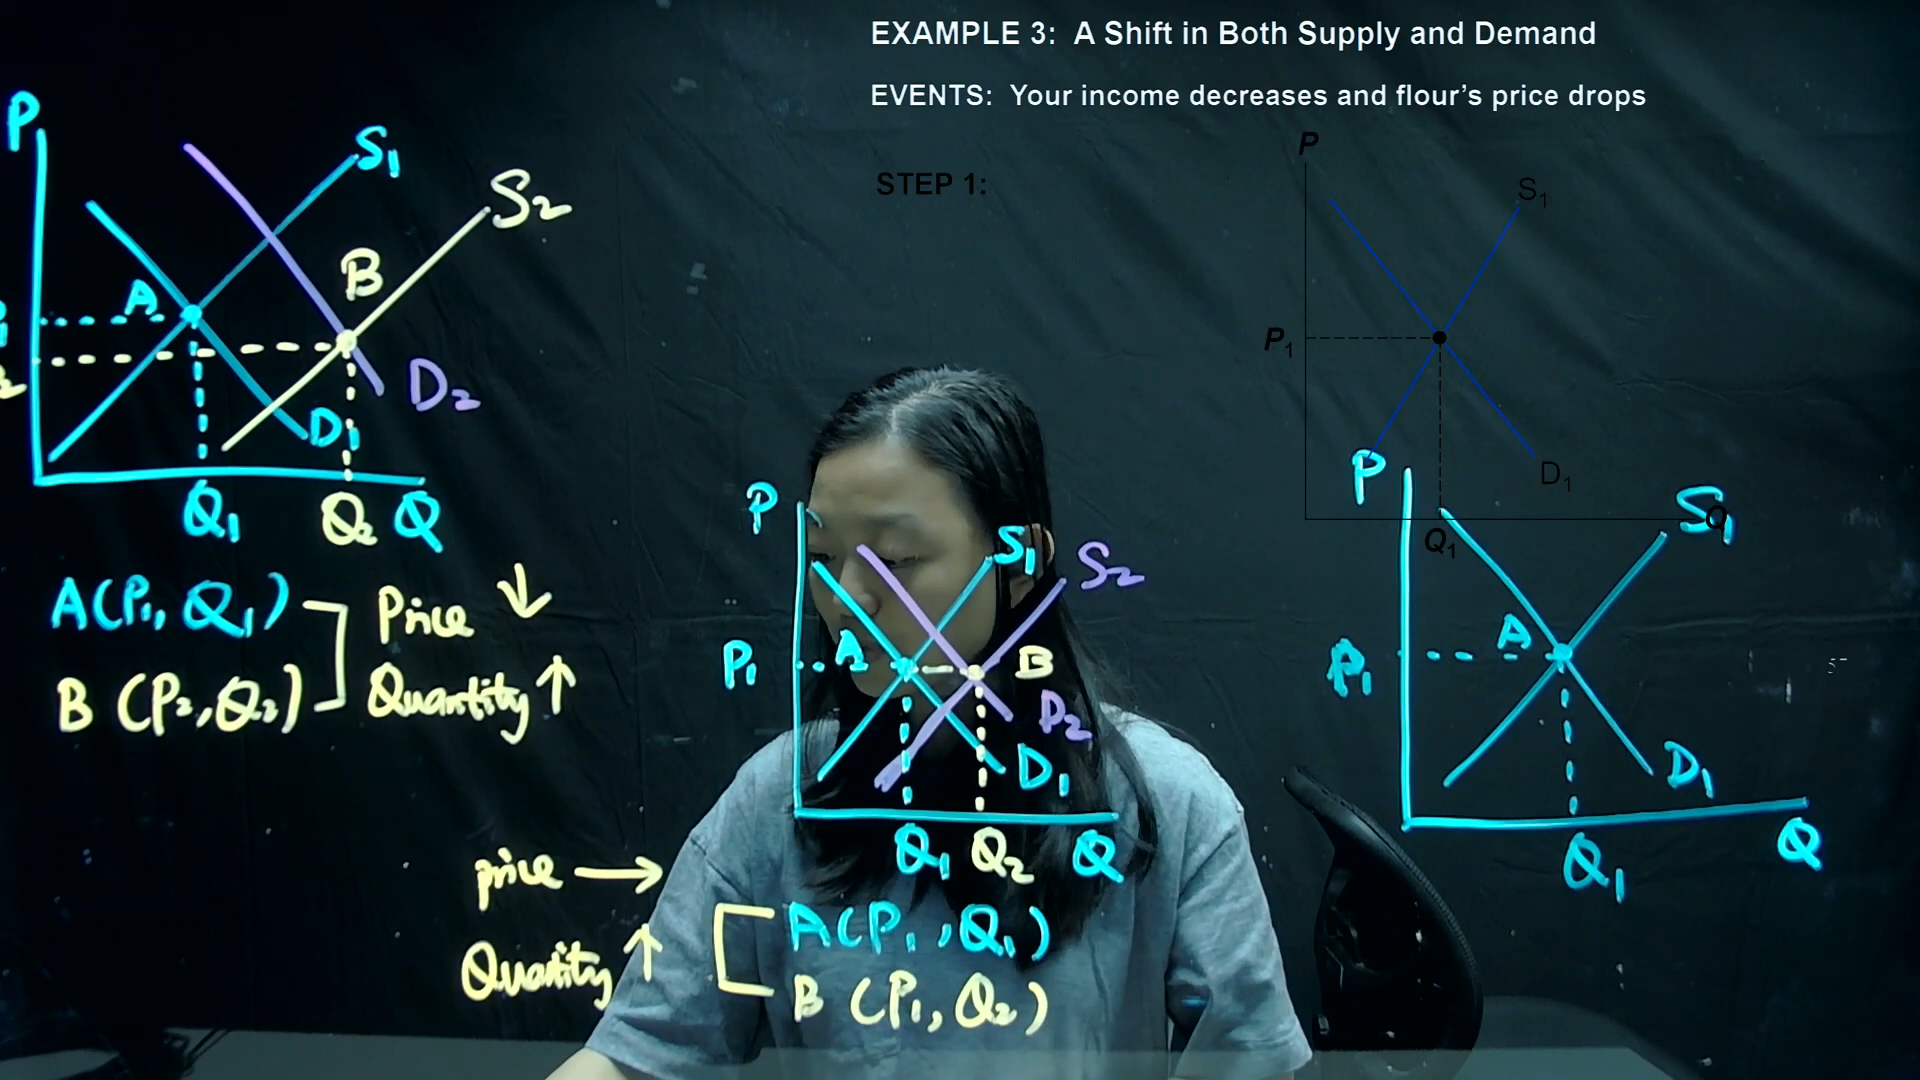 EXAMPLE 3: A Shift in Both Supply and Demand
EVENTS: Your income decreases and flour's price drops
STEP 1:
P
S1
P1
D1
Q1
Q
P
S1
S2
A
B
D2
D1
Q1
Q2
Q
A(P1, Q1)
B (P2, Q2)
Price ↓
Quantity ↑
P
S1
S2
P1
A
B
D2
D1
Q1
Q2
Q
price →
Quantity ↑
A(P1, Q1)
B (P1, Q2)
P
S1
P1
A
D1
Q1
Q